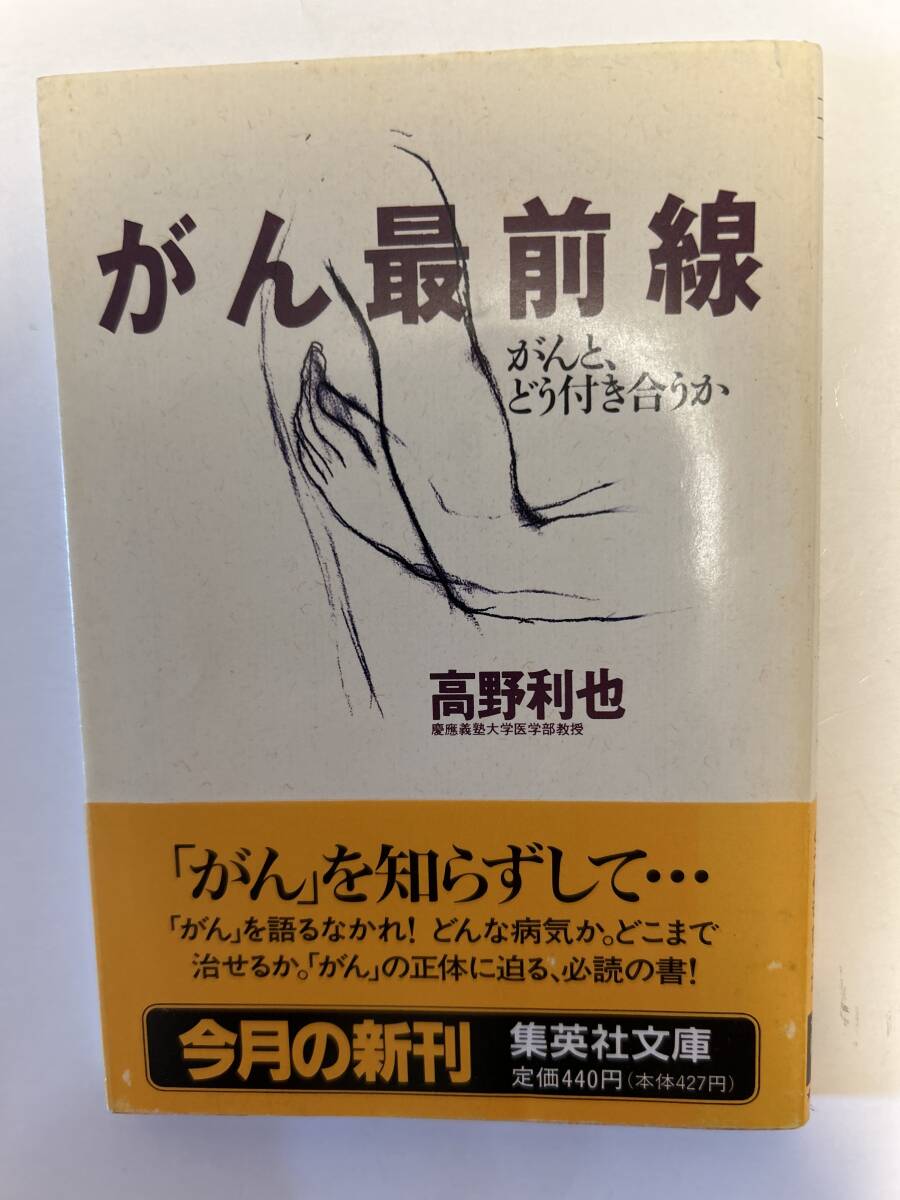 がん最前線
がんと、
どう付き合うか
高野利也
慶應義塾大学医学部教授
「がん」を知らずして…
「がん」を語るなかれ！ どんな病気か。どこまで
治せるか。「がん」の正体に迫る、必読の書！
今月の新刊
集英社文庫
定価440円(本体427円)